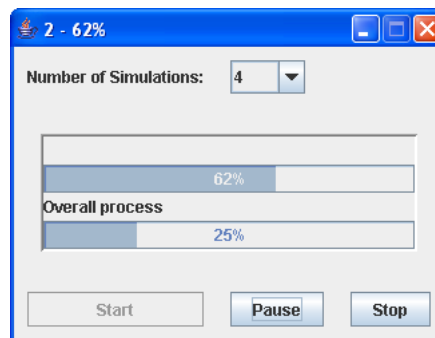 2 - 62%
Number of Simulations: 4
62%
Overall process
25%
Start Pause Stop